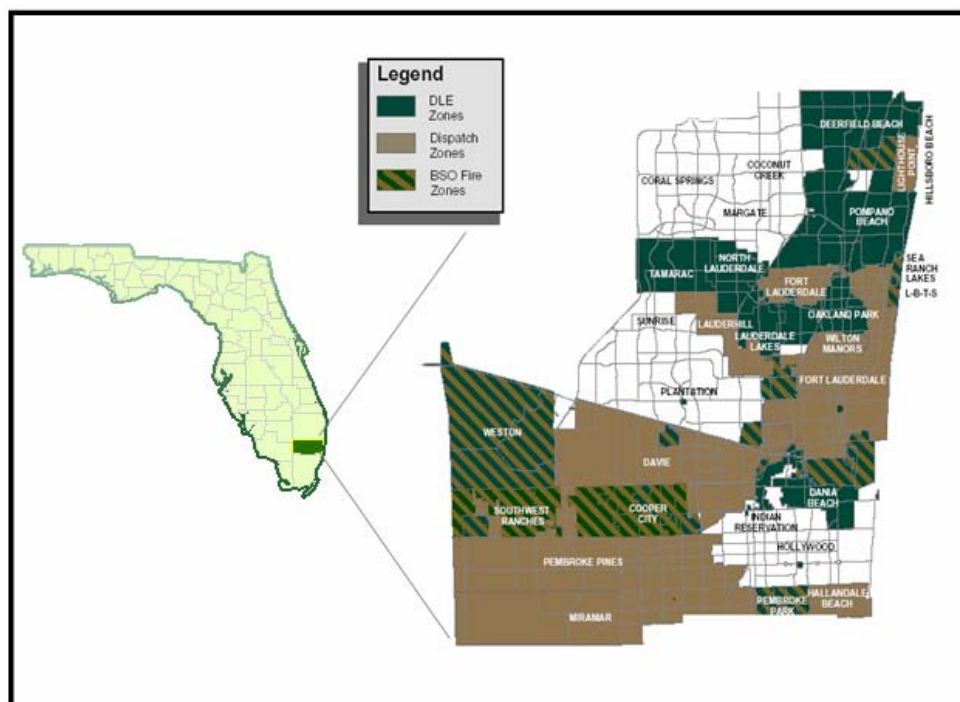 Legend
DLE
Zones
Dispatch
Zones
BSO Fire
Zones
DEERFIELD BEACH
LIGHTHOUSE
POINT
HILLSBORO BEACH
COCONUT
CREEK
CORAL SPRINGS
MARGATE
POMPANO
BEACH
NORTH
LAUDERDALE
TAMARAC
SEA
RANCH
LAKES
L-B-T-S
FORT
LAUDERDALE
OAKLAND PARK
SUNRISE
LAUDERHILL
LAUDERDALE
LAKES
WILTON
MANORS
FORT LAUDERDALE
PLANTATION
WESTON
DAVIE
DANIA
BEACH
SOUTHWEST
RANCHES
COOPER
CITY
INDIAN
RESERVATION
HOLLYWOOD
PEMBROKE PINES
PEMBROKE
PARK
HALLANDALE
BEACH
MIRAMAR